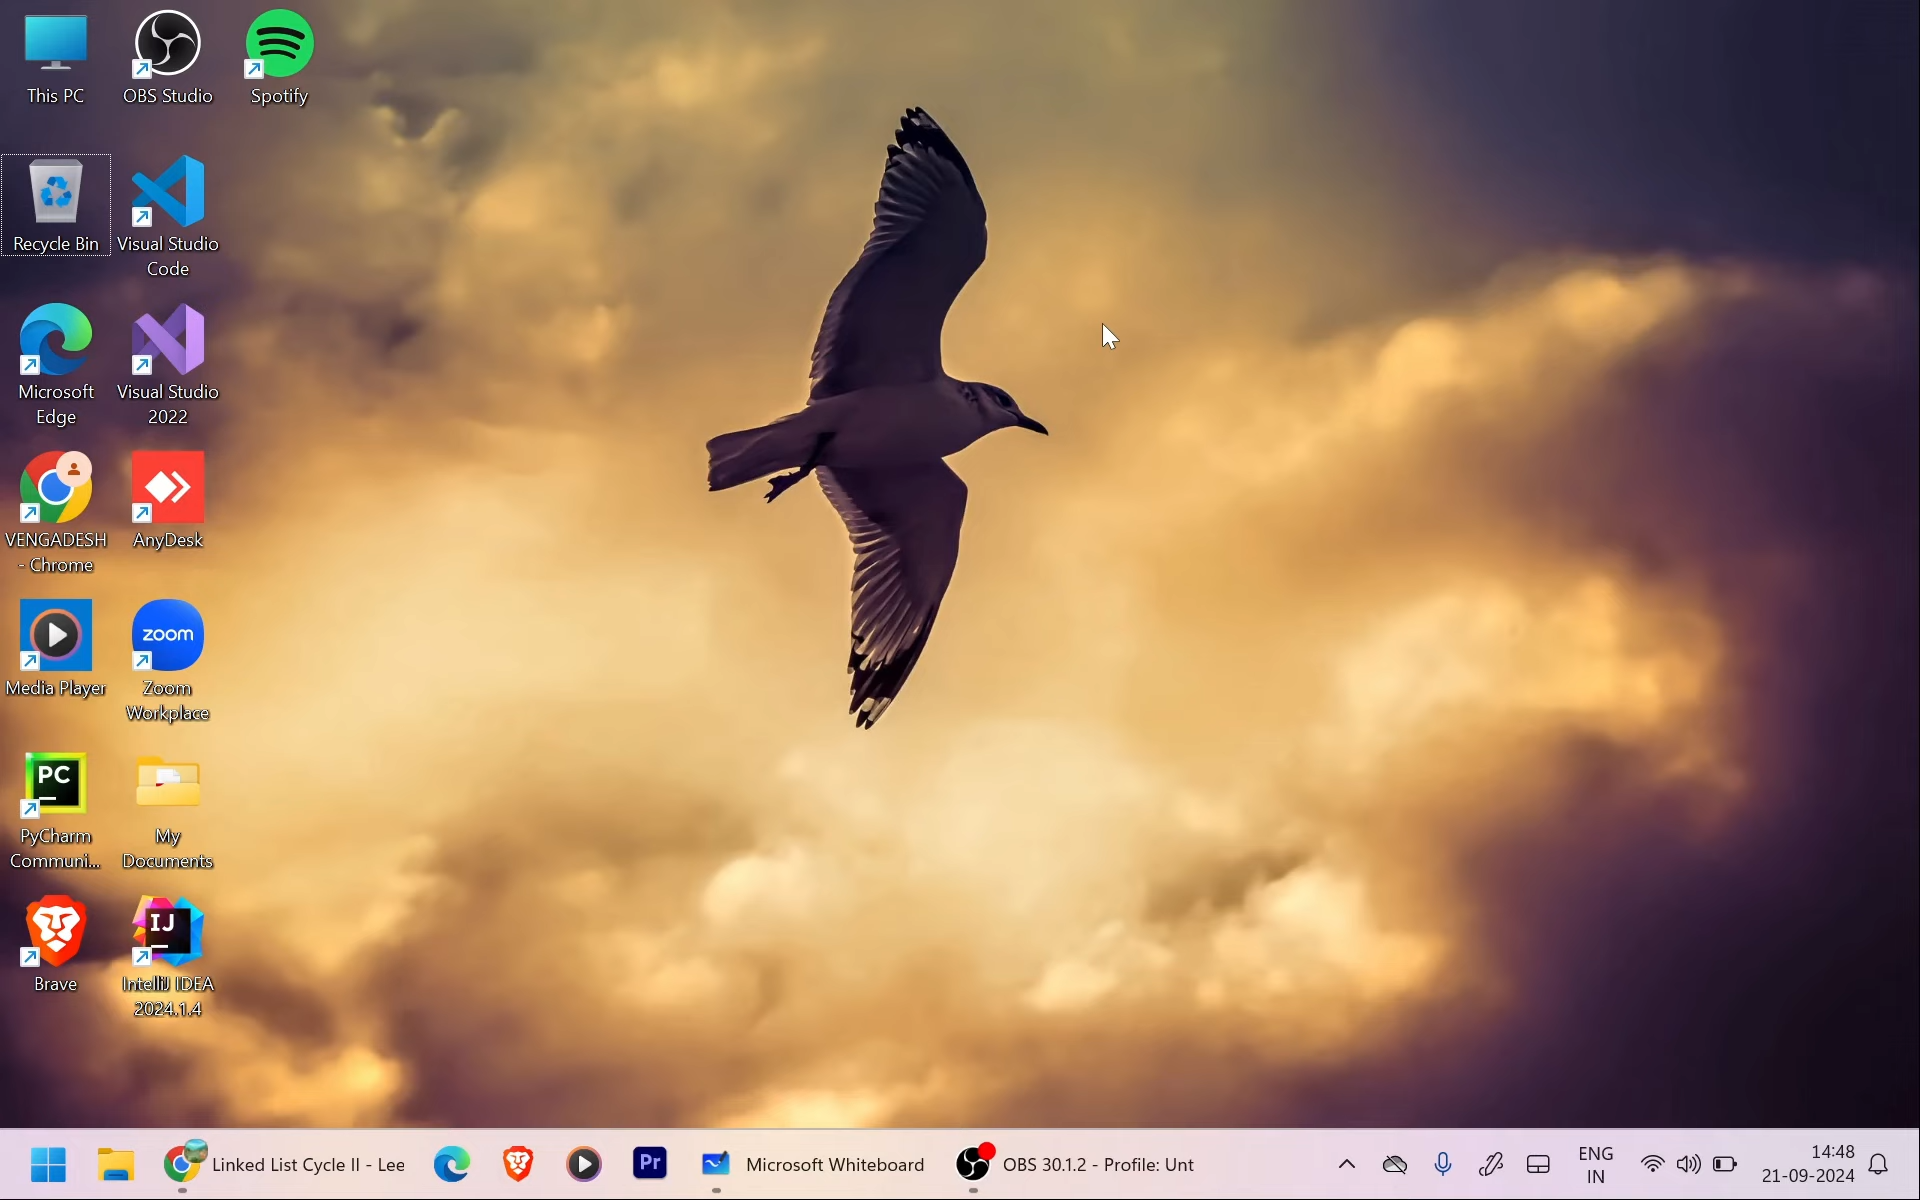 This PC
OBS Studio
Spotify
Recycle Bin
Visual Studio
Code
Microsoft
Edge
Visual Studio
2022
VENGADESH
- Chrome
AnyDesk
Media Player
zoom
Zoom
Workplace
PC
PyCharm
Communi...
My
Documents
Brave
IJ
IntelliJ IDEA
2024.1.4
Linked List Cycle II - Lee
Pr
Microsoft Whiteboard
OBS 30.1.2 - Profile: Unt
ENG
IN
14:48
21-09-2024